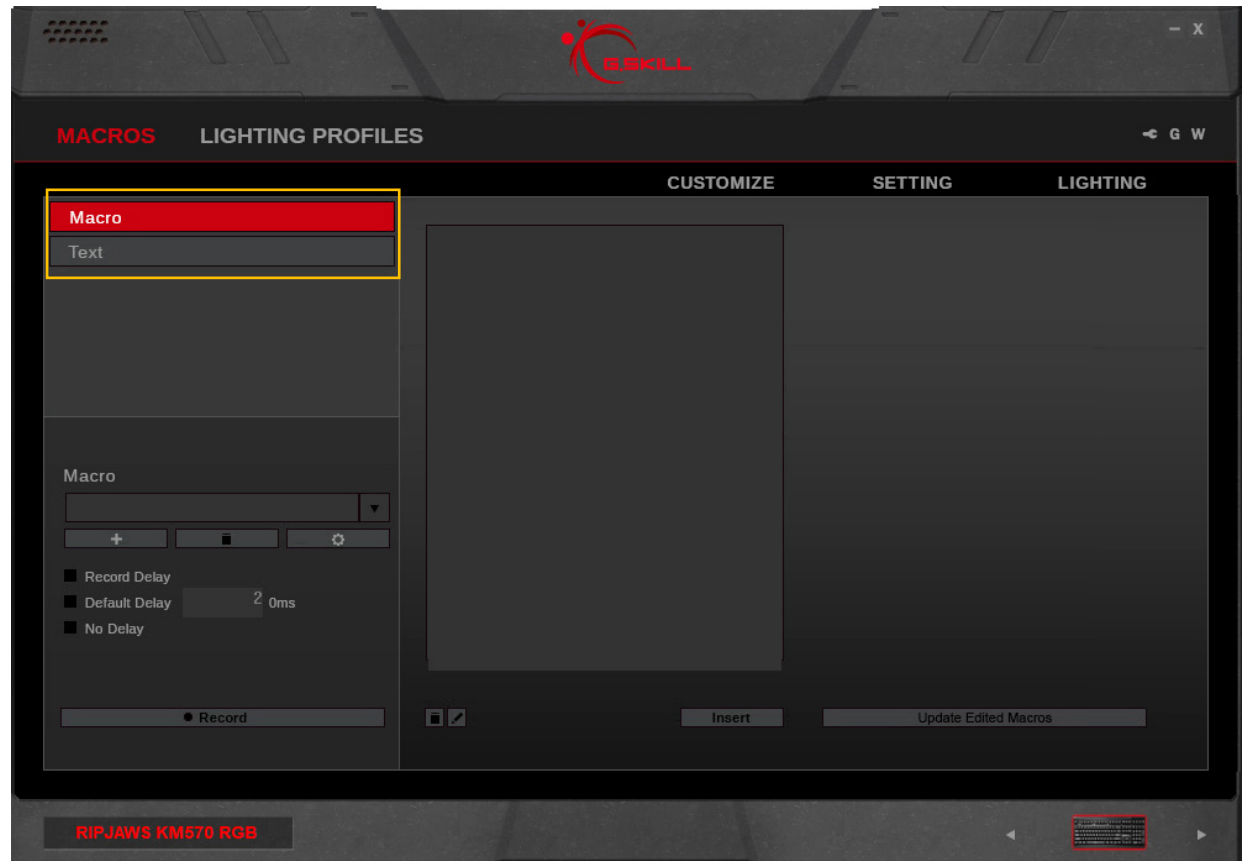 G.SKILL
– X
MACROS LIGHTING PROFILES G W
CUSTOMIZE SETTING LIGHTING
Macro
Text
Macro
Record Delay
Default Delay 2 0ms
No Delay
Record
Insert
Update Edited Macros
RIPJAWS KM570 RGB